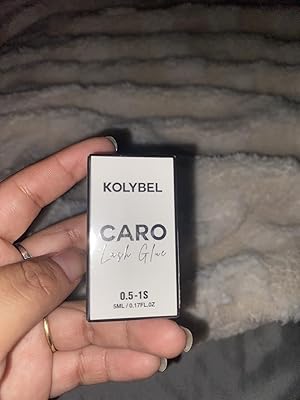 KOLYBEL
CARO
Lash Glue
0.5-1S
5ML / 0.17FL.OZ